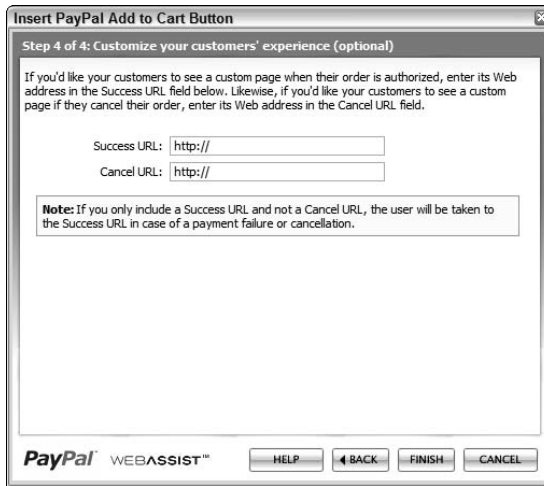 Insert PayPal Add to Cart Button
Step 4 of 4: Customize your customers' experience (optional)
If you'd like your customers to see a custom page when their order is authorized, enter its Web
address in the Success URL field below. Likewise, if you'd like your customers to see a custom
page if they cancel their order, enter its Web address in the Cancel URL field.
Success URL: http://
Cancel URL: http://
Note: If you only include a Success URL and not a Cancel URL, the user will be taken to
the Success URL in case of a payment failure or cancellation.
PayPal WEBASSIST™ HELP BACK FINISH CANCEL